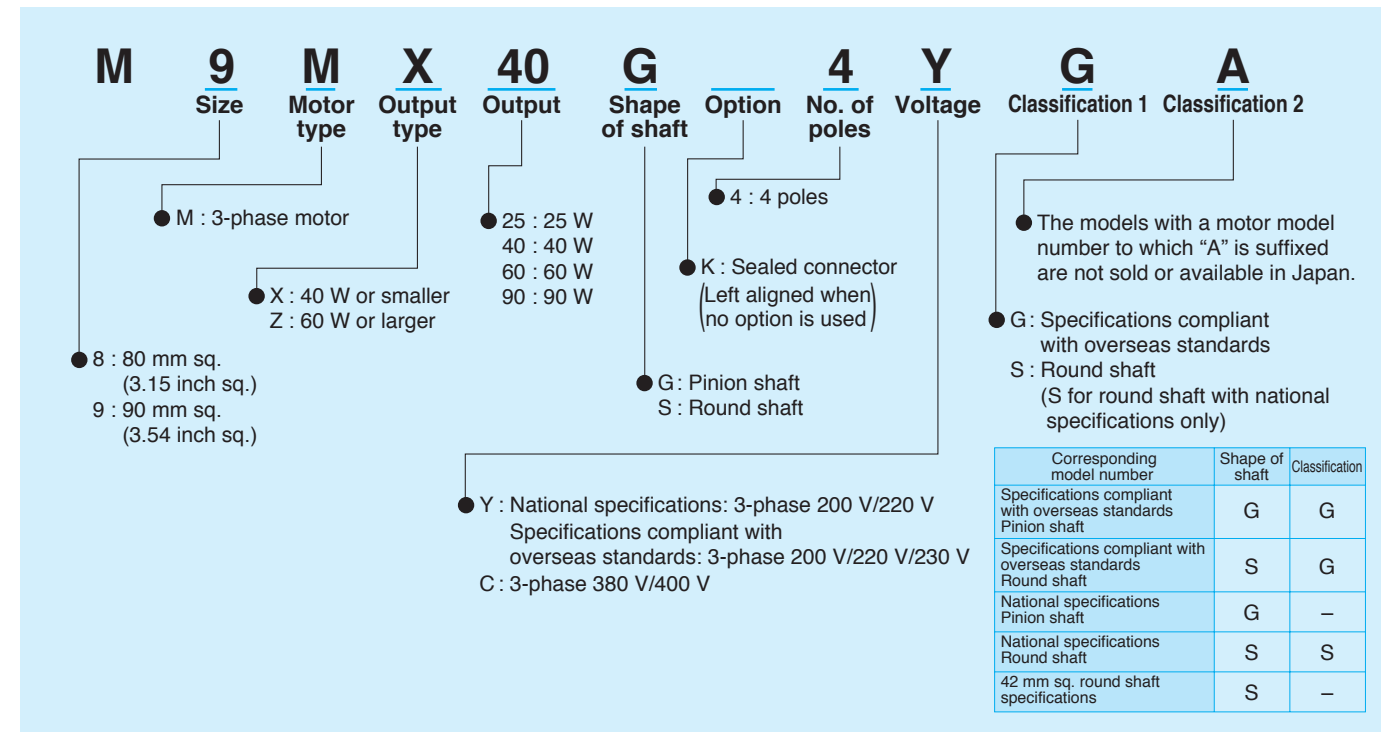 M 9 M X 40 G 4 Y G A
Size Motor type Output type Output Shape of shaft Option No. of poles Voltage Classification 1 Classification 2
8 : 80 mm sq.
(3.15 inch sq.)
9 : 90 mm sq.
(3.54 inch sq.)
M : 3-phase motor
X : 40 W or smaller
Z : 60 W or larger
25 : 25 W
40 : 40 W
60 : 60 W
90 : 90 W
G : Pinion shaft
S : Round shaft
K : Sealed connector
(Left aligned when
no option is used)
4 : 4 poles
Y : National specifications: 3-phase 200 V/220 V
Specifications compliant with
overseas standards: 3-phase 200 V/220 V/230 V
C : 3-phase 380 V/400 V
G : Specifications compliant
with overseas standards
S : Round shaft
(S for round shaft with national
specifications only)
The models with a motor model
number to which “A” is suffixed
are not sold or available in Japan.
Corresponding model number Shape of shaft Classification
Specifications compliant
with overseas standards
Pinion shaft G G
Specifications compliant with
overseas standards
Round shaft S G
National specifications
Pinion shaft G –
National specifications
Round shaft S S
42 mm sq. round shaft
specifications S –